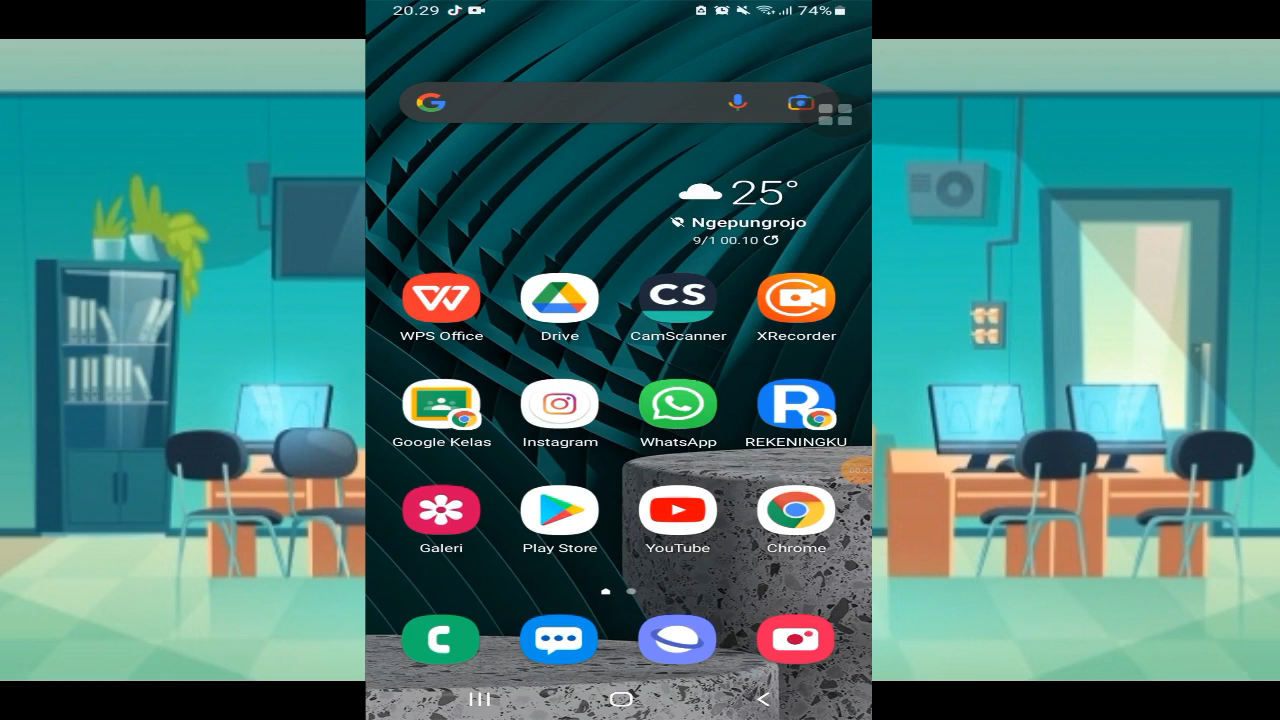 20.29 74%
25°
Ngepungrojo
9/1 00.10
CS
WPS Office Drive CamScanner XRecorder
Google Kelas Instagram WhatsApp REKENINGKU
Galeri Play Store YouTube Chrome